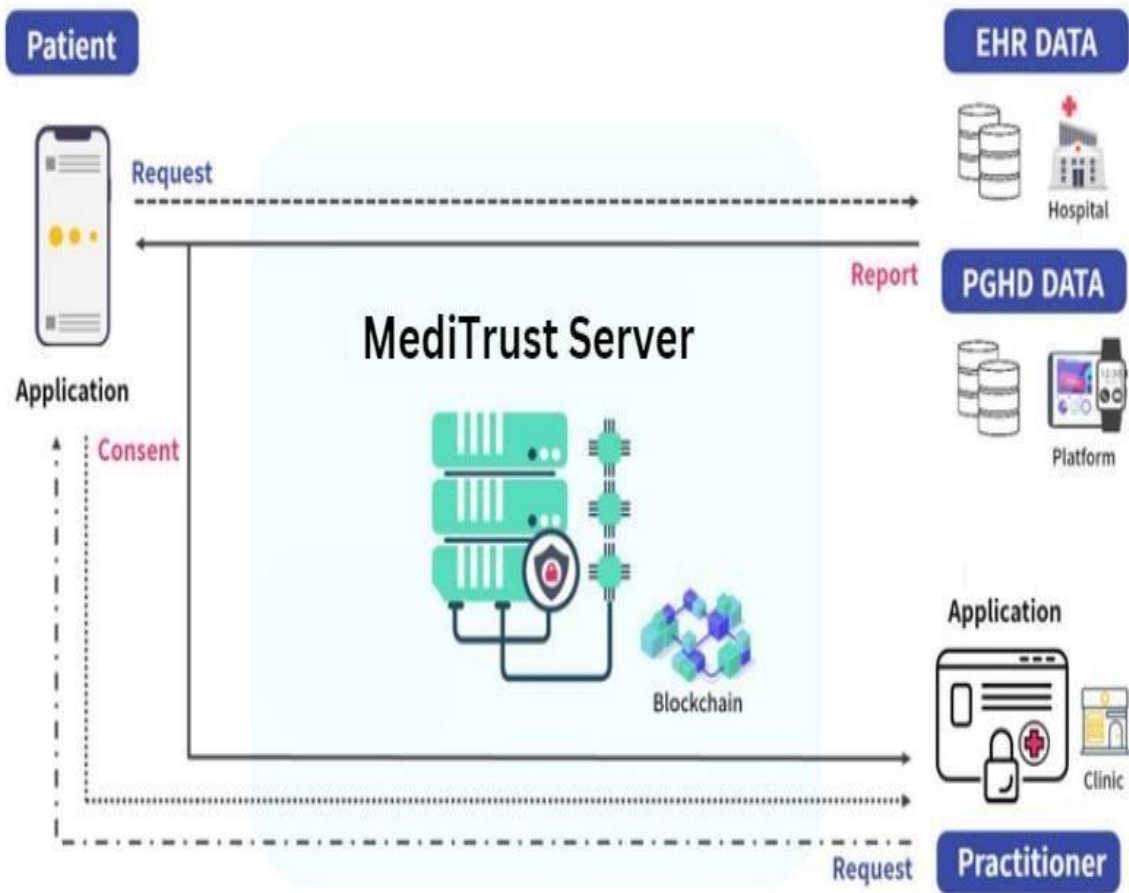 Patient
EHR DATA
Request
Hospital
Report
PGHD DATA
MediTrust Server
Application
Consent
Platform
Application
Blockchain
Clinic
Request
Practitioner